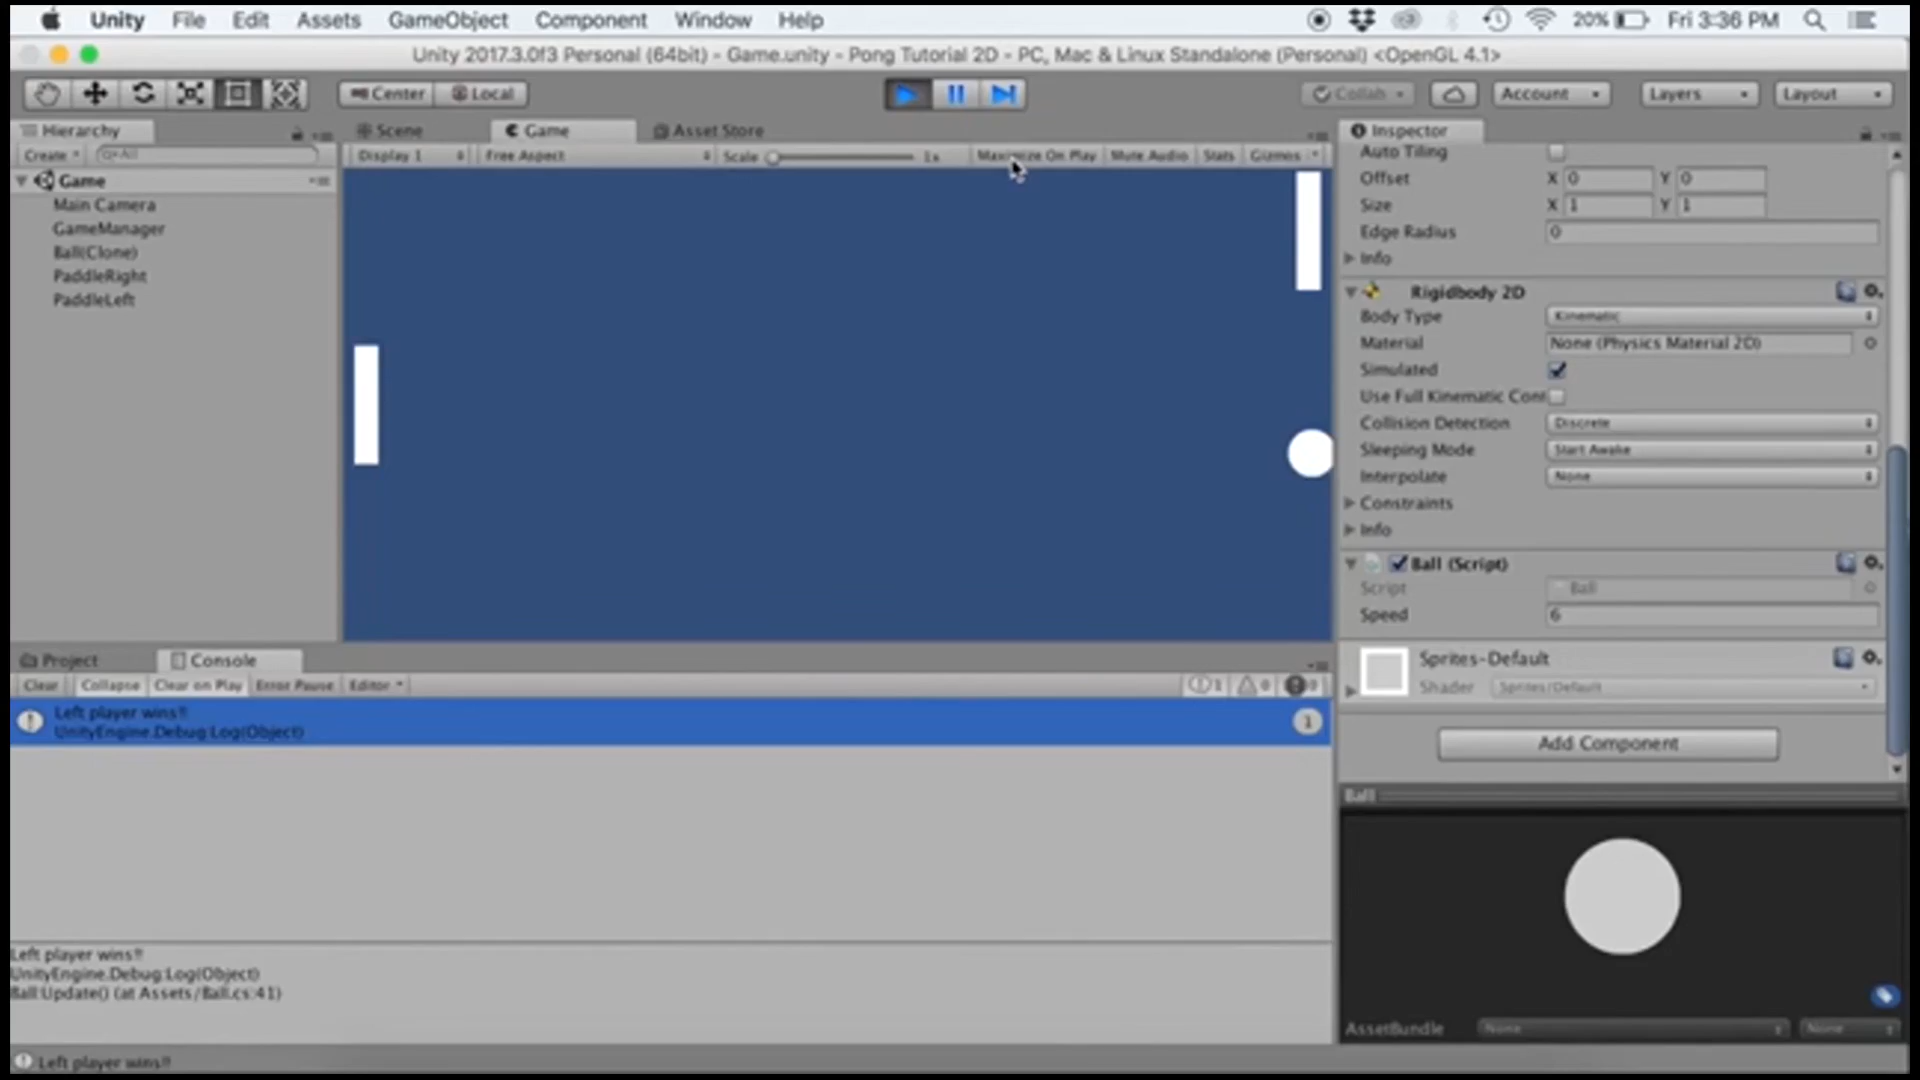 Unity File Edit Assets GameObject Component Window Help 20% Fri 3:36 PM
Unity 2017.3.0f3 Personal (64bit) - Game.unity - Pong Tutorial 2D - PC, Mac & Linux Standalone (Personal) <OpenGL 4.1>
Center Local Collab Account Layers Layout
Hierarchy Scene Game Asset Store Inspector
Create All Display 1 Free Aspect Scale 1x Maximize On Play Mute Audio Stats Gizmos Auto Tiling
Game Offset X 0 Y 0
Main Camera Size X 1 Y 1
GameManager Edge Radius 0
Ball(Clone) Info
PaddleRight Rigidbody 2D
PaddleLeft Body Type Kinematic
Material None (Physics Material 2D)
Simulated
Use Full Kinematic Cont
Collision Detection Discrete
Sleeping Mode Start Awake
Interpolate None
Constraints
Info
Ball (Script)
Script Ball
Speed 6
Project Console Sprites-Default
Clear Collapse Clear on Play Error Pause Editor 1 0 0 Shader Sprites/Default
Left player wins!!
UnityEngine.Debug:Log(Object) 1
Add Component
Ball
Left player wins!!
UnityEngine.Debug:Log(Object)
Ball:Update() (at Assets/Ball.cs:41)
AssetBundle None None
Left player wins!!